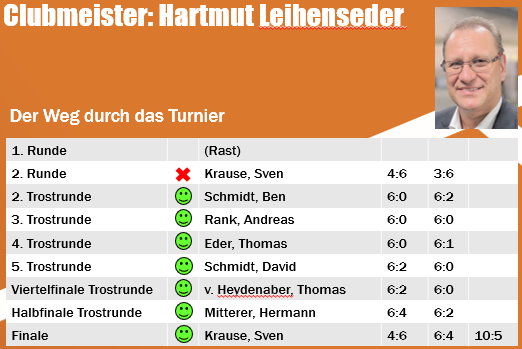 Clubmeister: Hartmut Leihenseder
Der Weg durch das Turnier
1. Runde (Rast)
2. Runde Krause, Sven 4:6 3:6
2. Trostrunde Schmidt, Ben 6:0 6:2
3. Trostrunde Rank, Andreas 6:0 6:0
4. Trostrunde Eder, Thomas 6:0 6:1
5. Trostrunde Schmidt, David 6:2 6:0
Viertelfinale Trostrunde v. Heydenaber, Thomas 6:2 6:0
Halbfinale Trostrunde Mitterer, Hermann 6:4 6:2
Finale Krause, Sven 4:6 6:4 10:5